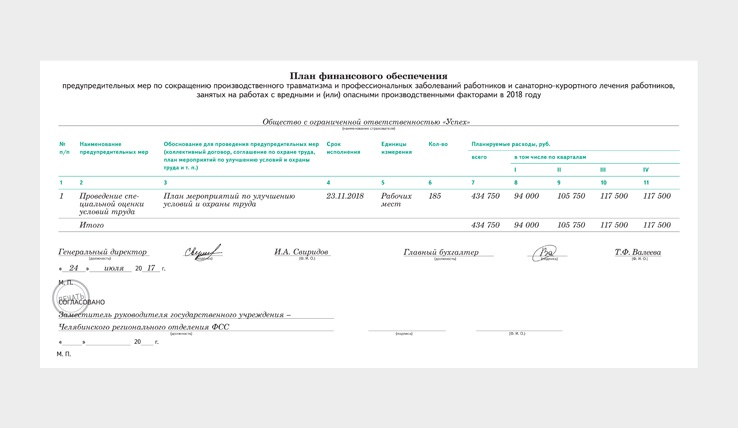 План финансового обеспечения
предупредительных мер по сокращению производственного травматизма и профессиональных заболеваний работников и санаторно-курортного лечения работников,
занятых на работах с вредными и (или) опасными производственными факторами в 2018 году
Общество с ограниченной ответственностью «Успех»
(наименование страхователя)
№ п/п Наименование предупредительных мер Обоснование для проведения предупредительных мер (коллективный договор, соглашение по охране труда, план мероприятий по улучшению условий и охраны труда и т. п.) Срок исполнения Единицы измерения Кол-во Планируемые расходы, руб.
всего в том числе по кварталам
I II III IV
1 2 3 4 5 6 7 8 9 10 11
1 Проведение специальной оценки условий труда План мероприятий по улучшению условий и охраны труда 23.11.2018 Рабочих мест 185 434 750 94 000 105 750 117 500 117 500
Итого 434 750 94 000 105 750 117 500 117 500
Генеральный директор И.А. Свиридов Главный бухгалтер Т.Ф. Валеева
(должность) (подпись) (Ф. И. О.) (должность) (подпись) (Ф. И. О.)
« 24 » июля 20 17 г.
М. П.
ПЕЧАТЬ
СОГЛАСОВАНО
Заместитель руководителя государственного учреждения –
Челябинского регионального отделения ФСС
(должность) (подпись) (Ф. И. О.)
« » 20 г.
М. П.